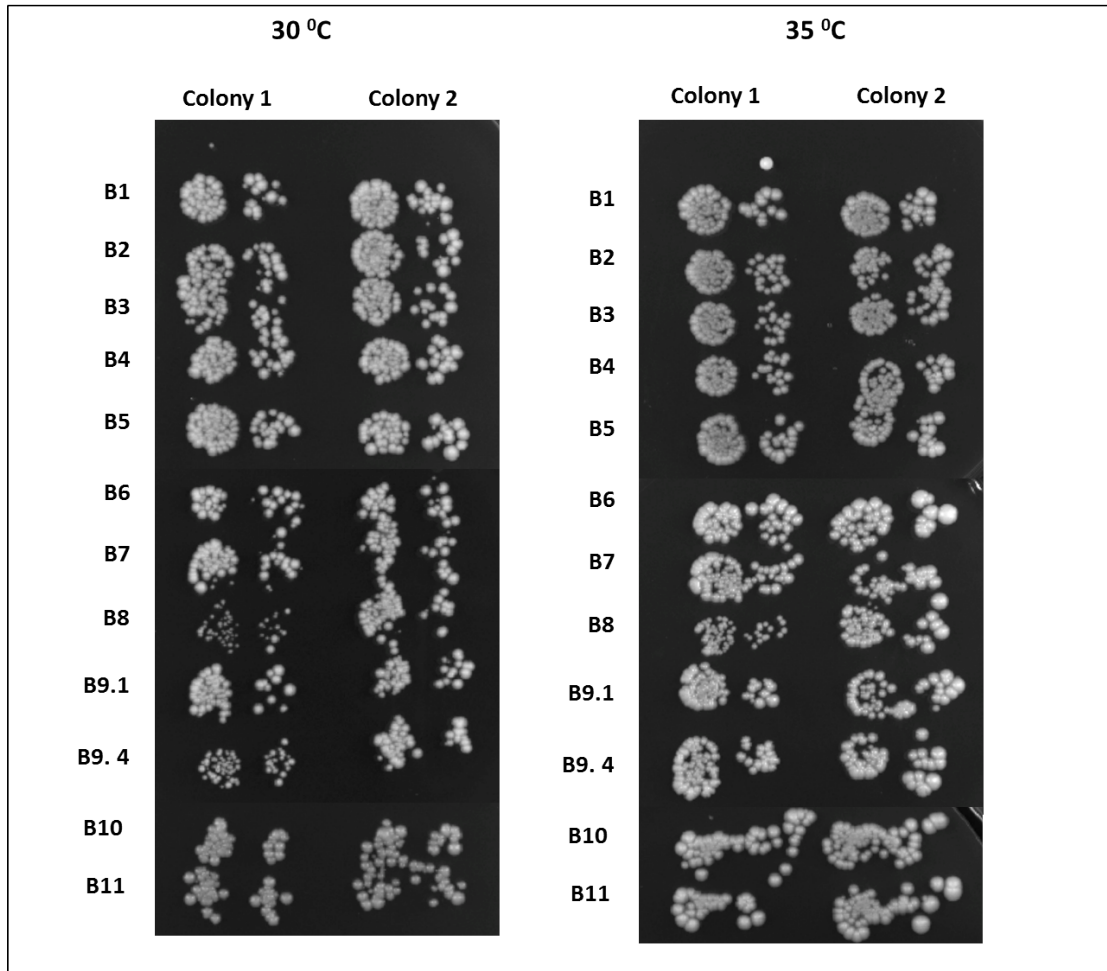 30 ⁰C 35 ⁰C
Colony 1 Colony 2 Colony 1 Colony 2
B1 B1
B2 B2
B3 B3
B4 B4
B5 B5
B6 B6
B7 B7
B8 B8
B9.1 B9.1
B9. 4 B9. 4
B10 B10
B11 B11